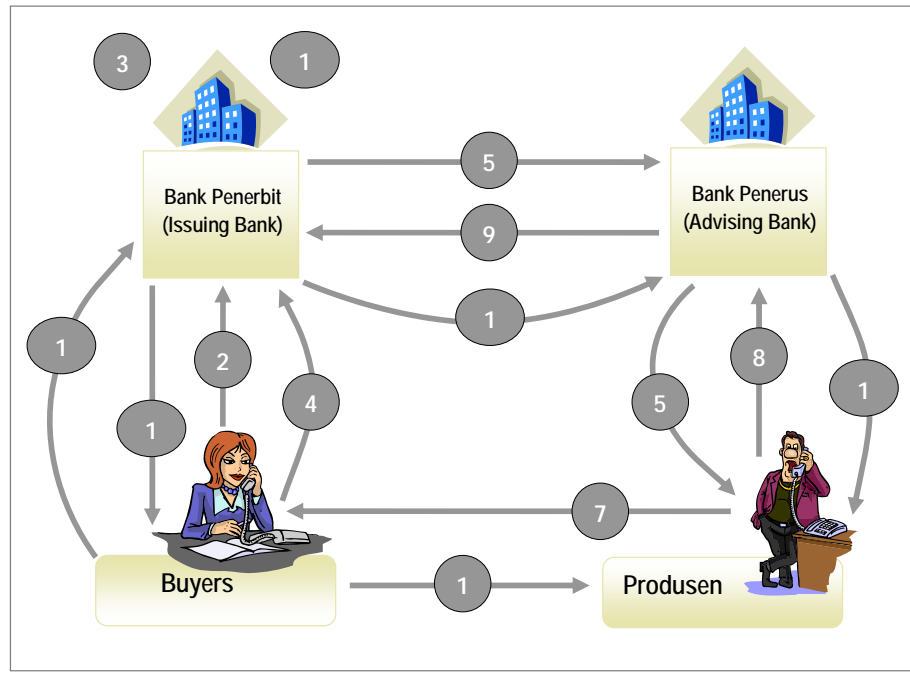 3
1
5
Bank Penerbit
(Issuing Bank)
Bank Penerus
(Advising Bank)
9
1
1
2
8
1
4
5
1
7
Buyers
1
Produsen